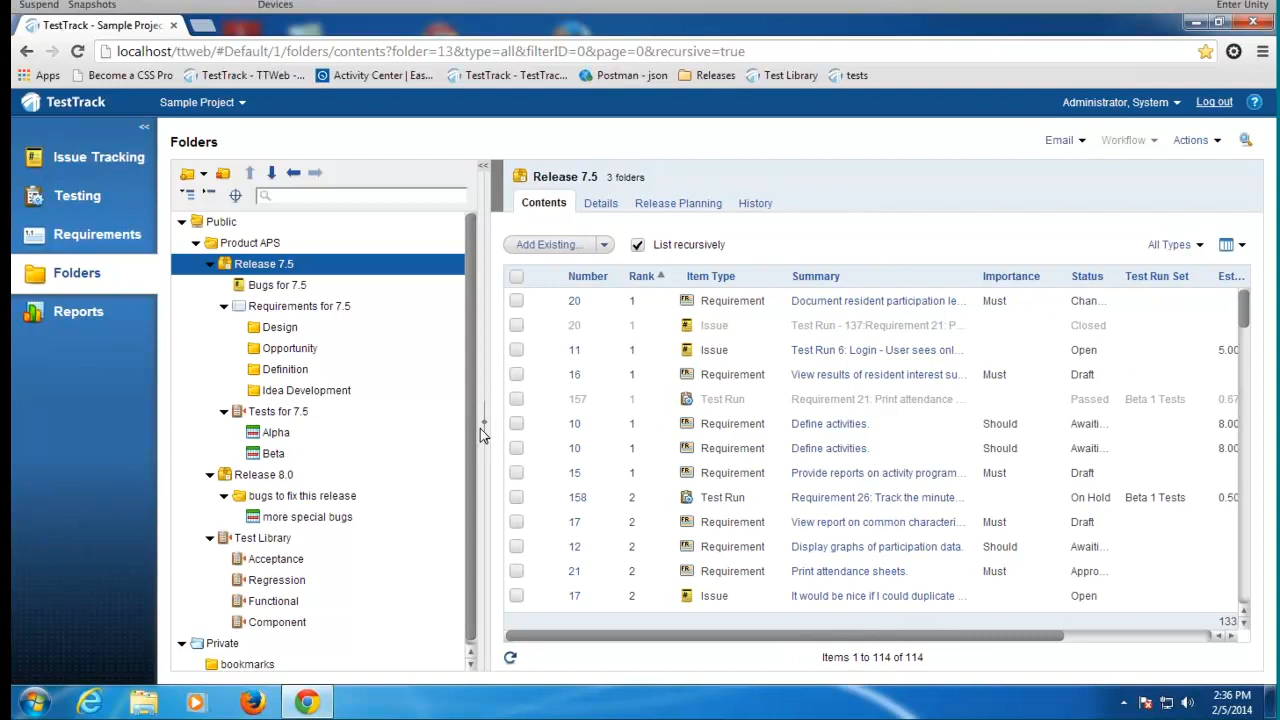 Suspend Snapshots Devices Enter Unity
TestTrack - Sample Projec
localhost/ttweb/#Default/1/folders/contents?folder=13&type=all&filterID=0&page=0&recursive=true
Apps Become a CSS Pro TestTrack - TTWeb -... Activity Center | Eas... TestTrack - TestTrac... Postman - json Releases Test Library tests
TestTrack Sample Project Administrator, System Log out
Issue Tracking
Testing
Requirements
Folders
Reports
Folders
Email Workflow Actions
Public
Product APS
Release 7.5
Bugs for 7.5
Requirements for 7.5
Design
Opportunity
Definition
Idea Development
Tests for 7.5
Alpha
Beta
Release 8.0
bugs to fix this release
more special bugs
Test Library
Acceptance
Regression
Functional
Component
Private
bookmarks
Release 7.5 3 folders
Contents Details Release Planning History
Add Existing... List recursively All Types
Number Rank Item Type Summary Importance Status Test Run Set Est...
20 1 Requirement Document resident participation le... Must Chan...
20 1 Issue Test Run - 137:Requirement 21: P... Closed
11 1 Issue Test Run 6: Login - User sees onl... Open 5.00
16 1 Requirement View results of resident interest su... Must Draft
157 1 Test Run Requirement 21: Print attendance ... Passed Beta 1 Tests 0.67
10 1 Requirement Define activities. Should Awaiti... 8.00
10 1 Requirement Define activities. Should Awaiti... 8.00
15 1 Requirement Provide reports on activity program... Must Draft
158 2 Test Run Requirement 26: Track the minute... On Hold Beta 1 Tests 0.50
17 2 Requirement View report on common characteri... Must Draft
12 2 Requirement Display graphs of participation data. Should Awaiti...
21 2 Requirement Print attendance sheets. Must Appro...
17 2 Issue It would be nice if I could duplicate ... Open
133
Items 1 to 114 of 114
2:36 PM
2/5/2014